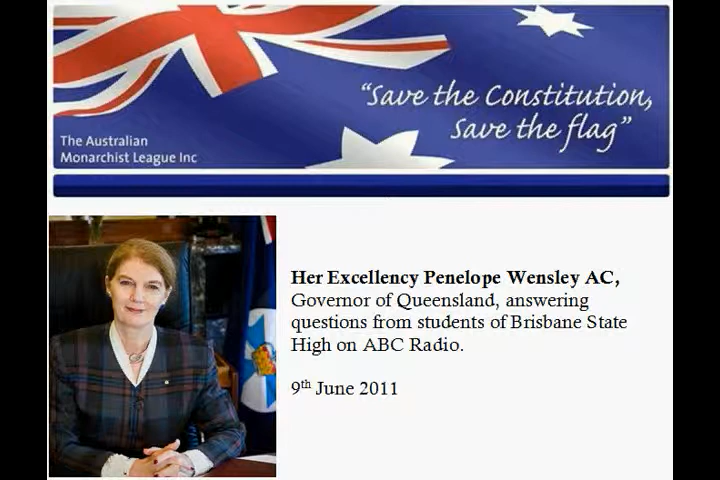 “Save the Constitution,
Save the flag”
The Australian
Monarchist League Inc
Her Excellency Penelope Wensley AC,
Governor of Queensland, answering
questions from students of Brisbane State
High on ABC Radio.
9th June 2011